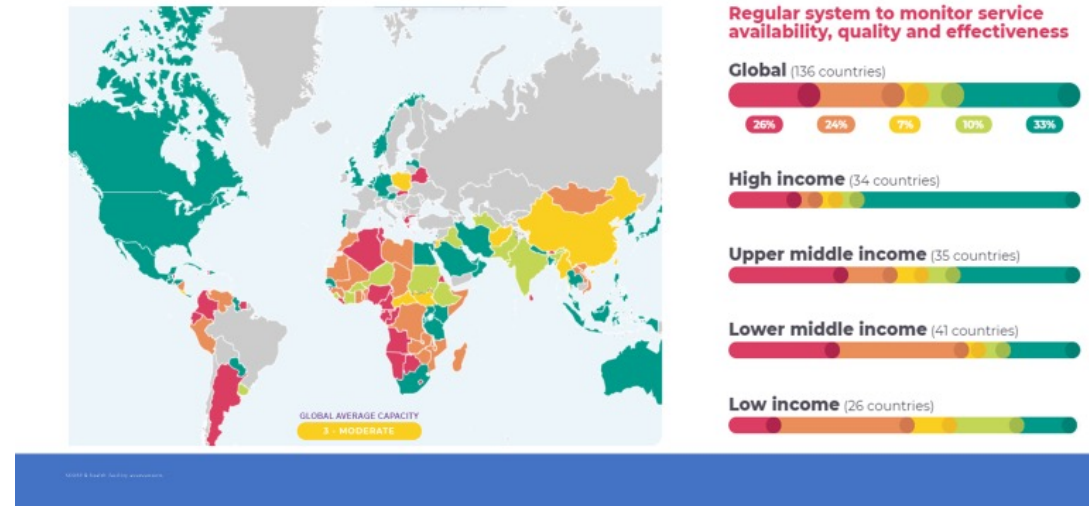 Regular system to monitor service
availability, quality and effectiveness
Global (136 countries)
26% 24% 7% 10% 33%
High income (34 countries)
Upper middle income (35 countries)
Lower middle income (41 countries)
Low income (26 countries)
GLOBAL AVERAGE CAPACITY
3 - MODERATE